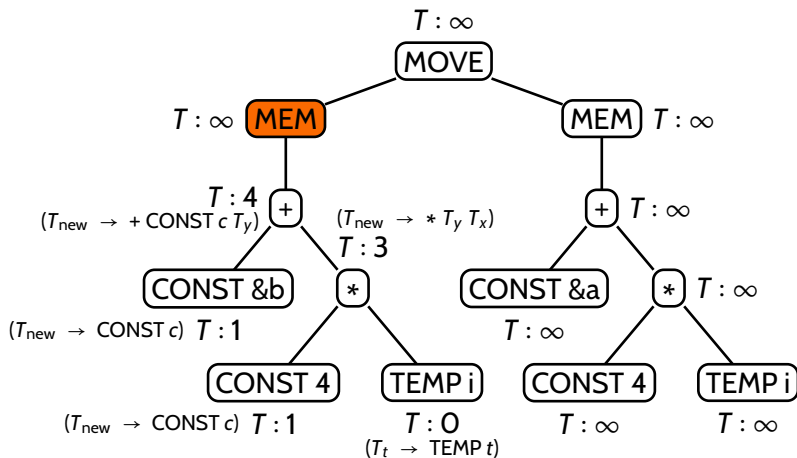 T : ∞
MOVE
T : ∞ MEM MEM T : ∞
T : 4
(T_new → + CONST c T_y) + (T_new → * T_y T_x) + T : ∞
T : 3
CONST &b * CONST &a * T : ∞
(T_new → CONST c) T : 1 T : ∞
CONST 4 TEMP i CONST 4 TEMP i
(T_new → CONST c) T : 1 T : 0 T : ∞ T : ∞
(T_t → TEMP t)